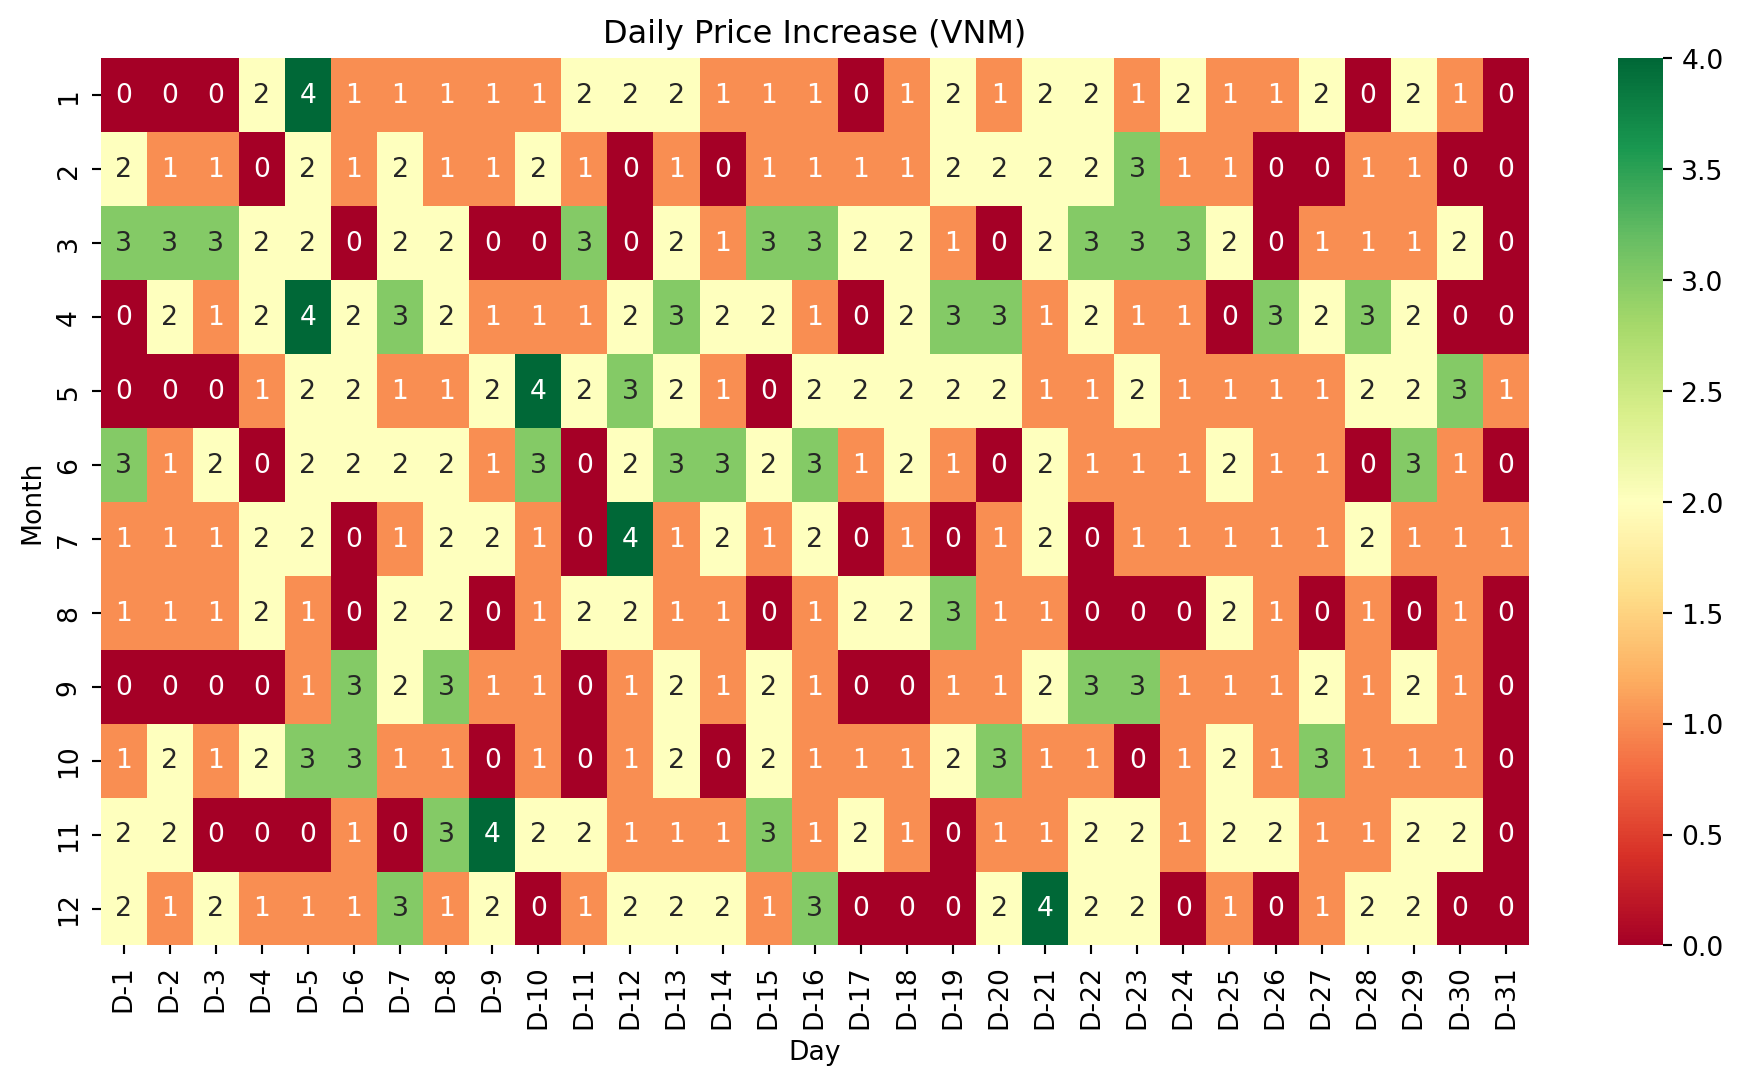 Daily Price Increase (VNM)
1 0 0 0 2 4 1 1 1 1 1 2 2 2 1 1 1 0 1 2 1 2 2 1 2 1 1 2 0 2 1 0
2 2 1 1 0 2 1 2 1 1 2 1 0 1 0 1 1 1 1 2 2 2 2 3 1 1 0 0 1 1 0 0
3 3 3 3 2 2 0 2 2 0 0 3 0 2 1 3 3 2 2 1 0 2 3 3 3 2 0 1 1 1 2 0
4 0 2 1 2 4 2 3 2 1 1 1 2 3 2 2 1 0 2 3 3 1 2 1 1 0 3 2 3 2 0 0
5 0 0 0 1 2 2 1 1 2 4 2 3 2 1 0 2 2 2 2 2 1 1 2 1 1 1 1 2 2 3 1
6 3 1 2 0 2 2 2 2 1 3 0 2 3 3 2 3 1 2 1 0 2 1 1 1 2 1 1 0 3 1 0
7 1 1 1 2 2 0 1 2 2 1 0 4 1 2 1 2 0 1 0 1 2 0 1 1 1 1 1 2 1 1 1
8 1 1 1 2 1 0 2 2 0 1 2 2 1 1 0 1 2 2 3 1 1 0 0 0 2 1 0 1 0 1 0
9 0 0 0 0 1 3 2 3 1 1 0 1 2 1 2 1 0 0 1 1 2 3 3 1 1 1 2 1 2 1 0
10 1 2 1 2 3 3 1 1 0 1 0 1 2 0 2 1 1 1 2 3 1 1 0 1 2 1 3 1 1 1 0
11 2 2 0 0 0 1 0 3 4 2 2 1 1 1 3 1 2 1 0 1 1 2 2 1 2 2 1 1 2 2 0
12 2 1 2 1 1 1 3 1 2 0 1 2 2 2 1 3 0 0 0 2 4 2 2 0 1 0 1 2 2 0 0
Month
D-1 D-2 D-3 D-4 D-5 D-6 D-7 D-8 D-9 D-10 D-11 D-12 D-13 D-14 D-15 D-16 D-17 D-18 D-19 D-20 D-21 D-22 D-23 D-24 D-25 D-26 D-27 D-28 D-29 D-30 D-31
Day
4.0
3.5
3.0
2.5
2.0
1.5
1.0
0.5
0.0